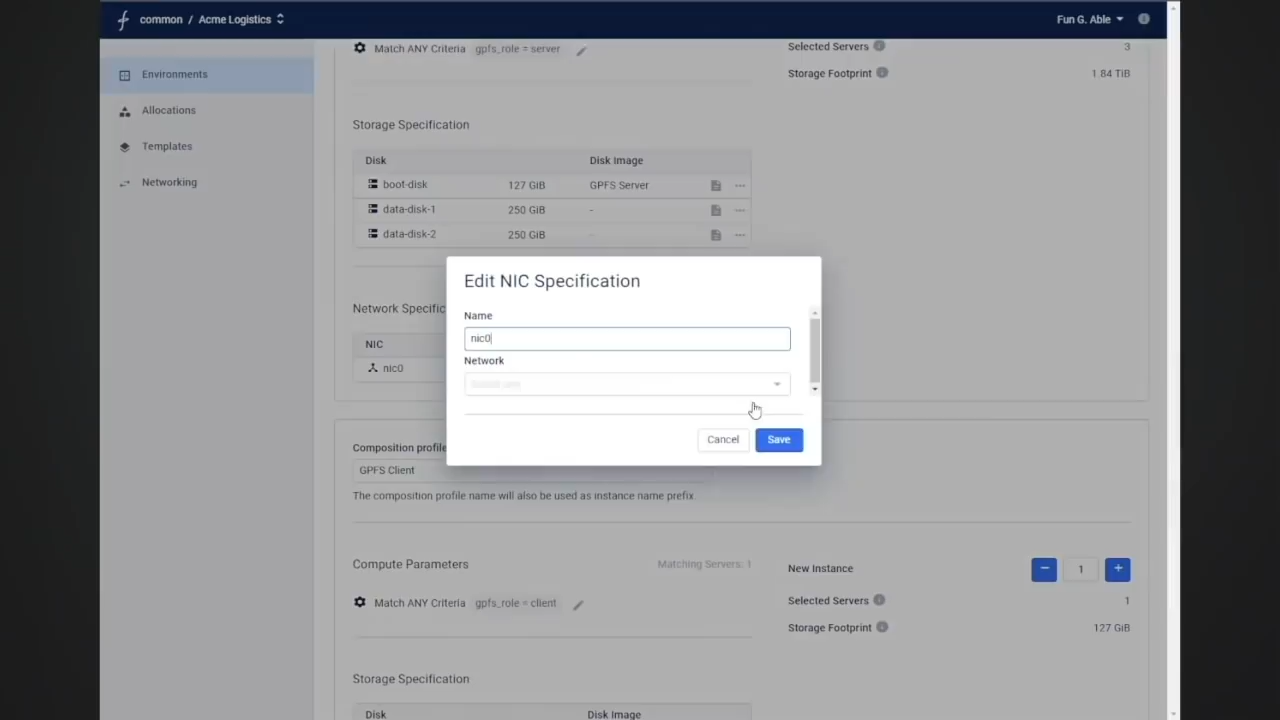 common / Acme Logistics
Fun G. Able
Environments
Allocations
Templates
Networking
Match ANY Criteria gpfs_role = server
Selected Servers 3
Storage Footprint 1.84 TiB
Storage Specification
Disk Disk Image
boot-disk 127 GiB GPFS Server
data-disk-1 250 GiB -
data-disk-2 250 GiB -
Network Specific
NIC
nic0
Edit NIC Specification
Name
nic0
Network
Cancel Save
Composition profile
GPFS Client
The composition profile name will also be used as instance name prefix.
Compute Parameters Matching Servers: 1
Match ANY Criteria gpfs_role = client
New Instance - 1 +
Selected Servers 1
Storage Footprint 127 GiB
Storage Specification
Disk Disk Image